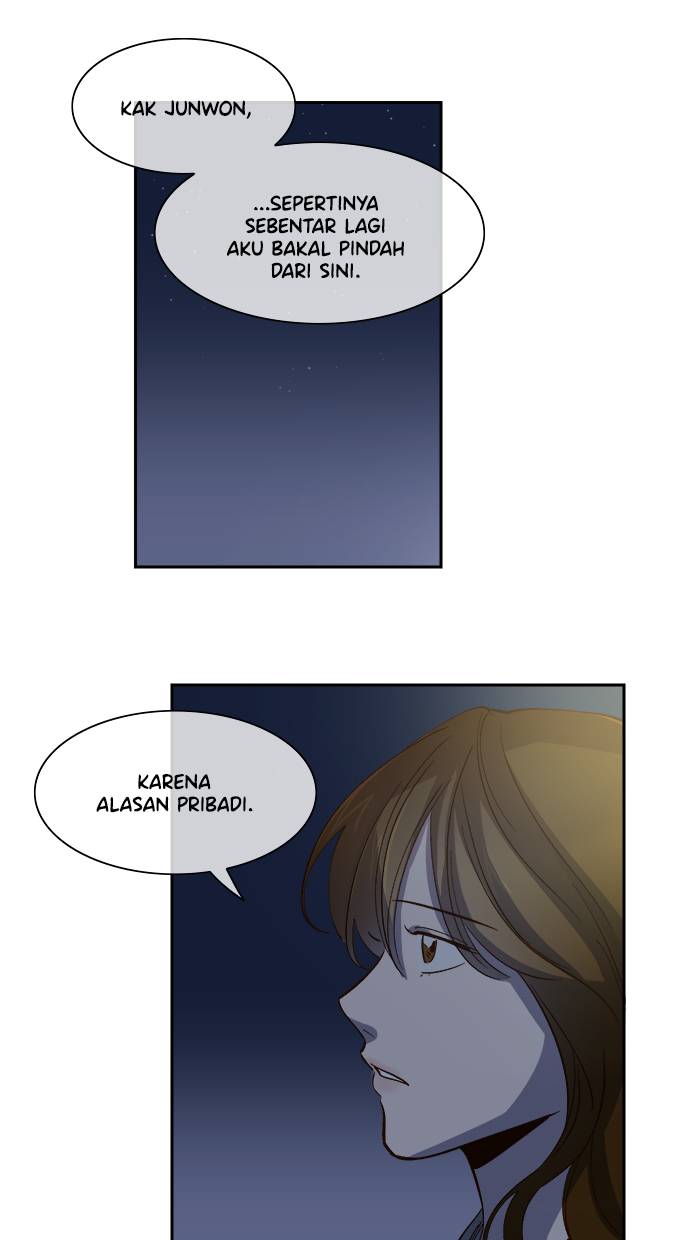 KAK JUNWON,
...SEPERTINYA
SEBENTAR LAGI
AKU BAKAL PINDAH
DARI SINI.
KARENA
ALASAN PRIBADI.